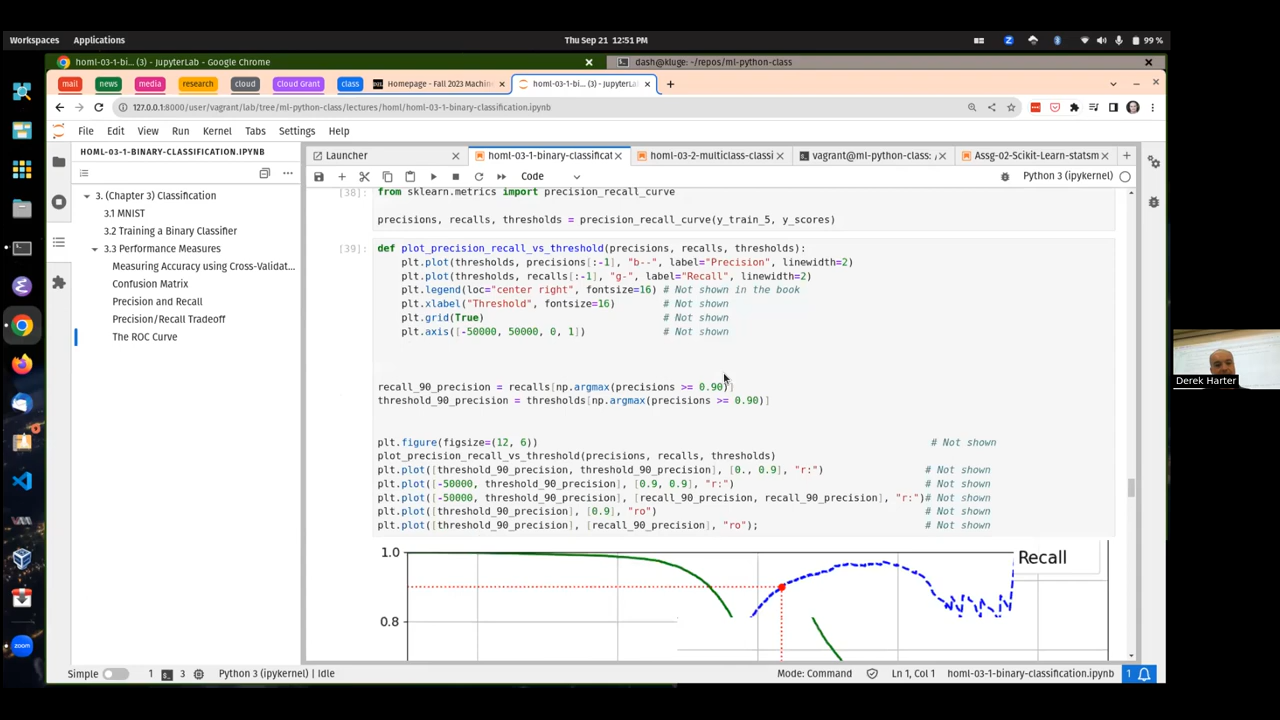 Workspaces Applications Thu Sep 21 12:51 PM 99 %
homl-03-1-bi... (3) - JupyterLab - Google Chrome dash@kluge: ~/repos/ml-python-class
mail news media research cloud Cloud Grant class Homepage - Fall 2023 Machin homl-03-1-bi... (3) - JupyterLab
127.0.0.1:8000/user/vagrant/lab/tree/ml-python-class/lectures/homl/homl-03-1-binary-classification.ipynb
File Edit View Run Kernel Tabs Settings Help
HOML-03-1-BINARY-CLASSIFICATION.IPYNB
Launcher homl-03-1-binary-classificat homl-03-2-multiclass-classi vagrant@ml-python-class: / Assg-02-Scikit-Learn-statsm
Code Python 3 (ipykernel)
3. (Chapter 3) Classification
3.1 MNIST
3.2 Training a Binary Classifier
3.3 Performance Measures
Measuring Accuracy using Cross-Validat...
Confusion Matrix
Precision and Recall
Precision/Recall Tradeoff
The ROC Curve
[38]: from sklearn.metrics import precision_recall_curve
precisions, recalls, thresholds = precision_recall_curve(y_train_5, y_scores)
[39]: def plot_precision_recall_vs_threshold(precisions, recalls, thresholds):
plt.plot(thresholds, precisions[:-1], "b--", label="Precision", linewidth=2)
plt.plot(thresholds, recalls[:-1], "g-", label="Recall", linewidth=2)
plt.legend(loc="center right", fontsize=16) # Not shown in the book
plt.xlabel("Threshold", fontsize=16) # Not shown
plt.grid(True) # Not shown
plt.axis([-50000, 50000, 0, 1]) # Not shown
recall_90_precision = recalls[np.argmax(precisions >= 0.90)]
threshold_90_precision = thresholds[np.argmax(precisions >= 0.90)]
plt.figure(figsize=(12, 6)) # Not shown
plot_precision_recall_vs_threshold(precisions, recalls, thresholds)
plt.plot([threshold_90_precision, threshold_90_precision], [0., 0.9], "r:") # Not shown
plt.plot([-50000, threshold_90_precision], [0.9, 0.9], "r:") # Not shown
plt.plot([-50000, threshold_90_precision], [recall_90_precision, recall_90_precision], "r:")# Not shown
plt.plot([threshold_90_precision], [0.9], "ro") # Not shown
plt.plot([threshold_90_precision], [recall_90_precision], "ro"); # Not shown
1.0
Recall
0.8
Derek Harter
Simple 1 3 Python 3 (ipykernel) | Idle Mode: Command Ln 1, Col 1 homl-03-1-binary-classification.ipynb 1
zoom